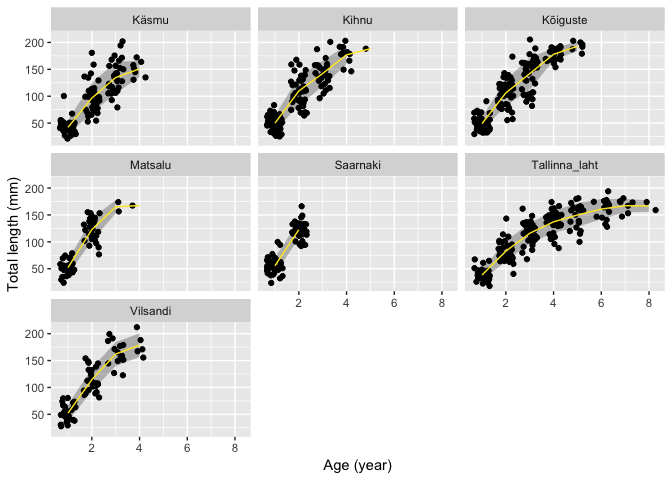 Käsmu
Kihnu
Kõiguste
200
150
100
50
Matsalu
Saarnaki
Tallinna_laht
200
150
100
50
2 4 6 8
2 4 6 8
Vilsandi
200
150
100
50
2 4 6 8
Total length (mm)
Age (year)